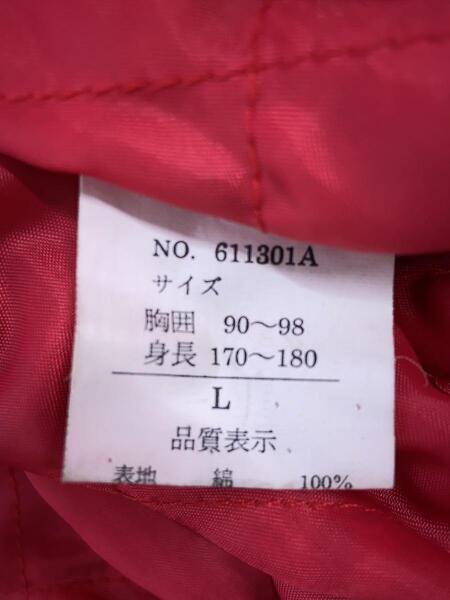 NO. 611301A
サイズ
胸囲 90〜98
身長 170〜180
L
品質表示
表地 綿 100%